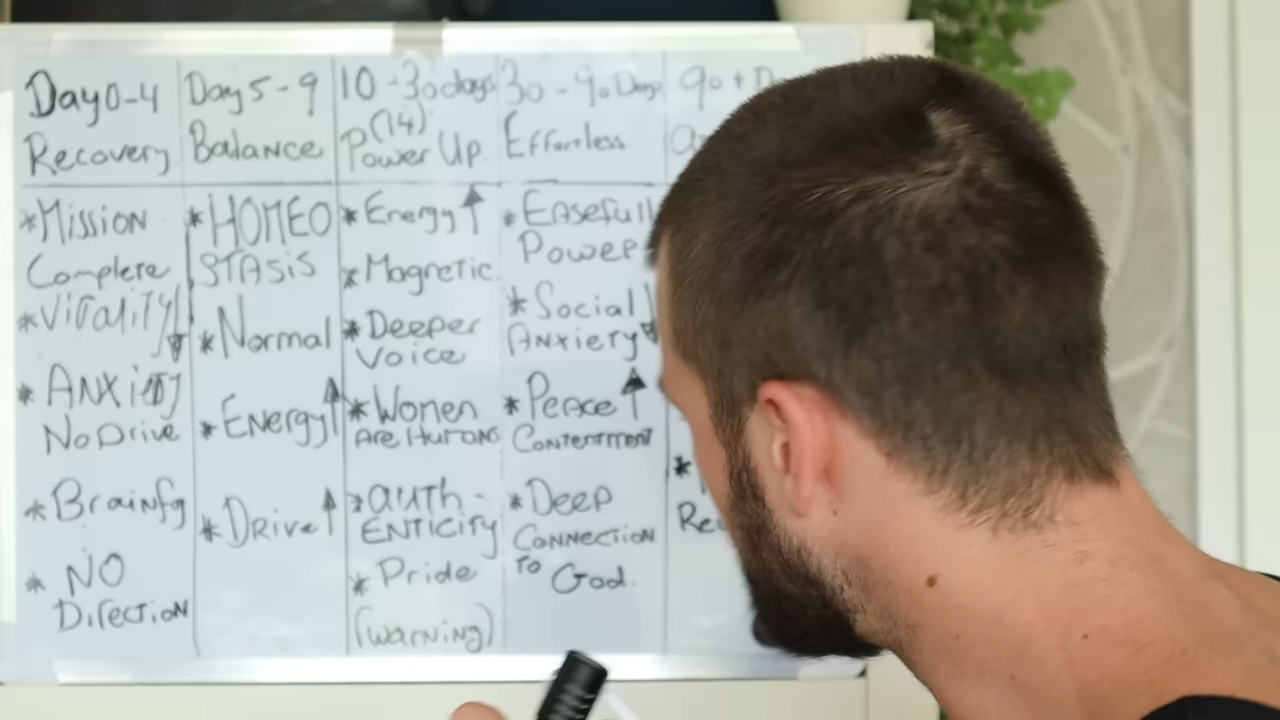 Day 0-4
Recovery
*Mission
Complete
*Vitality
*Anxiety
No Drive
*Brainfg
* NO
Direction
Day 5-9
Balance
*HOMEO
STASIS
*Normal
*Energy
*Drive
10-30days
(14)
Power Up
*Energy
*Magnetic
*Deeper
Voice
*Women
Are Humans
*auth-
ENTICITY
* Pride
(warning)
30-90 Days
Effortless
*Easefull
Power
*Social
Anxiety
*Peace
Contentment
*Deep
Connection
to God.
90+
*